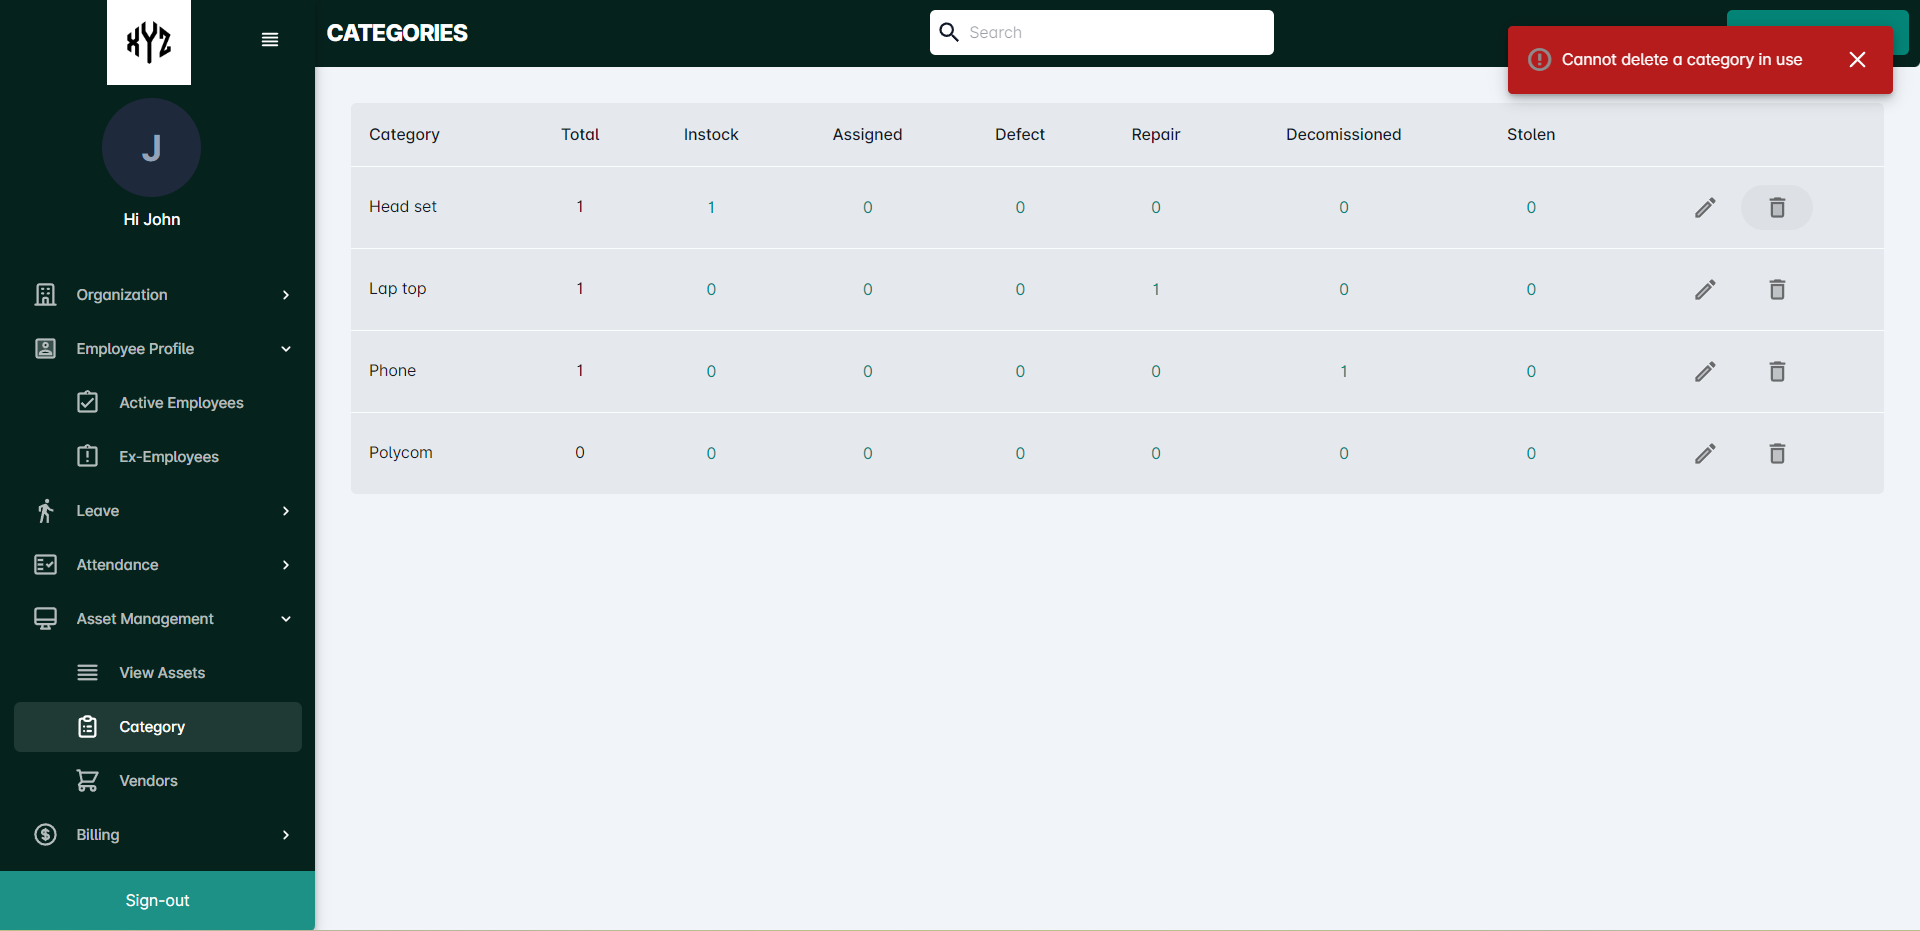 XYZ
CATEGORIES
Search
Cannot delete a category in use
J
Hi John
Organization
Employee Profile
Active Employees
Ex-Employees
Leave
Attendance
Asset Management
View Assets
Category
Vendors
Billing
Sign-out
Category Total Instock Assigned Defect Repair Decomissioned Stolen
Head set 1 1 0 0 0 0 0
Lap top 1 0 0 0 1 0 0
Phone 1 0 0 0 0 1 0
Polycom 0 0 0 0 0 0 0